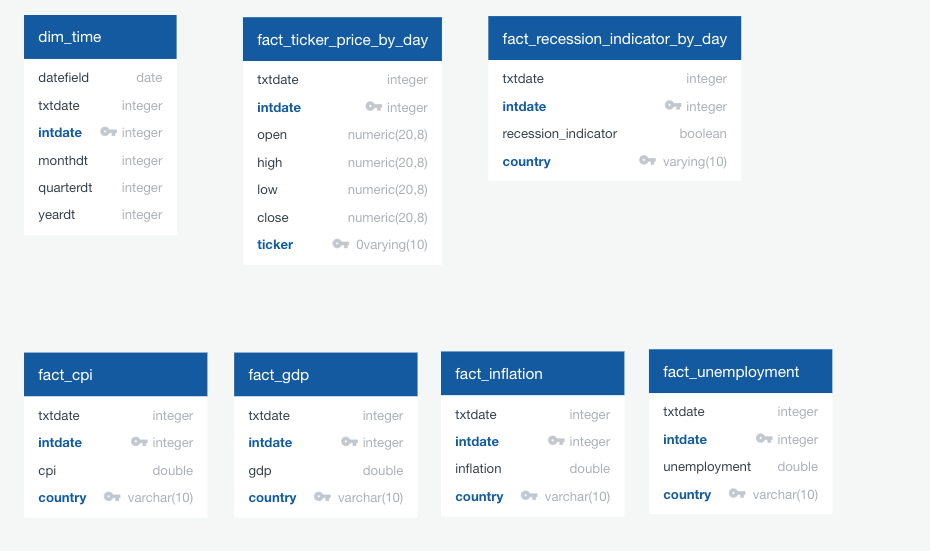 dim_time
datefield date
txtdate integer
intdate integer
monthdt integer
quarterdt integer
yeardt integer
fact_ticker_price_by_day
txtdate integer
intdate integer
open numeric(20,8)
high numeric(20,8)
low numeric(20,8)
close numeric(20,8)
ticker 0varying(10)
fact_recession_indicator_by_day
txtdate integer
intdate integer
recession_indicator boolean
country varying(10)
fact_cpi
txtdate integer
intdate integer
cpi double
country varchar(10)
fact_gdp
txtdate integer
intdate integer
gdp double
country varchar(10)
fact_inflation
txtdate integer
intdate integer
inflation double
country varchar(10)
fact_unemployment
txtdate integer
intdate integer
unemployment double
country varchar(10)